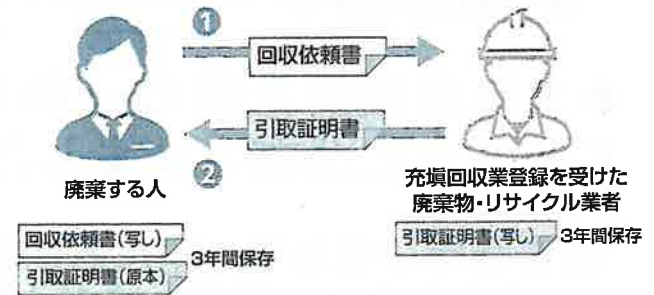 ①
回収依頼書
引取証明書
②
廃棄する人
充塡回収業登録を受けた
廃棄物・リサイクル業者
回収依頼書(写し)
引取証明書(原本)
3年間保存
引取証明書(写し)
3年間保存